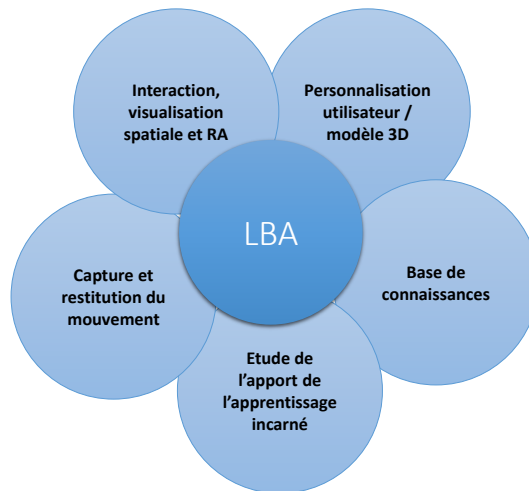 Interaction,
visualisation
spatiale et RA
Personnalisation
utilisateur /
modèle 3D
LBA
Capture et
restitution du
mouvement
Base de
connaissances
Etude de
l'apport de
l'apprentissage
incarné